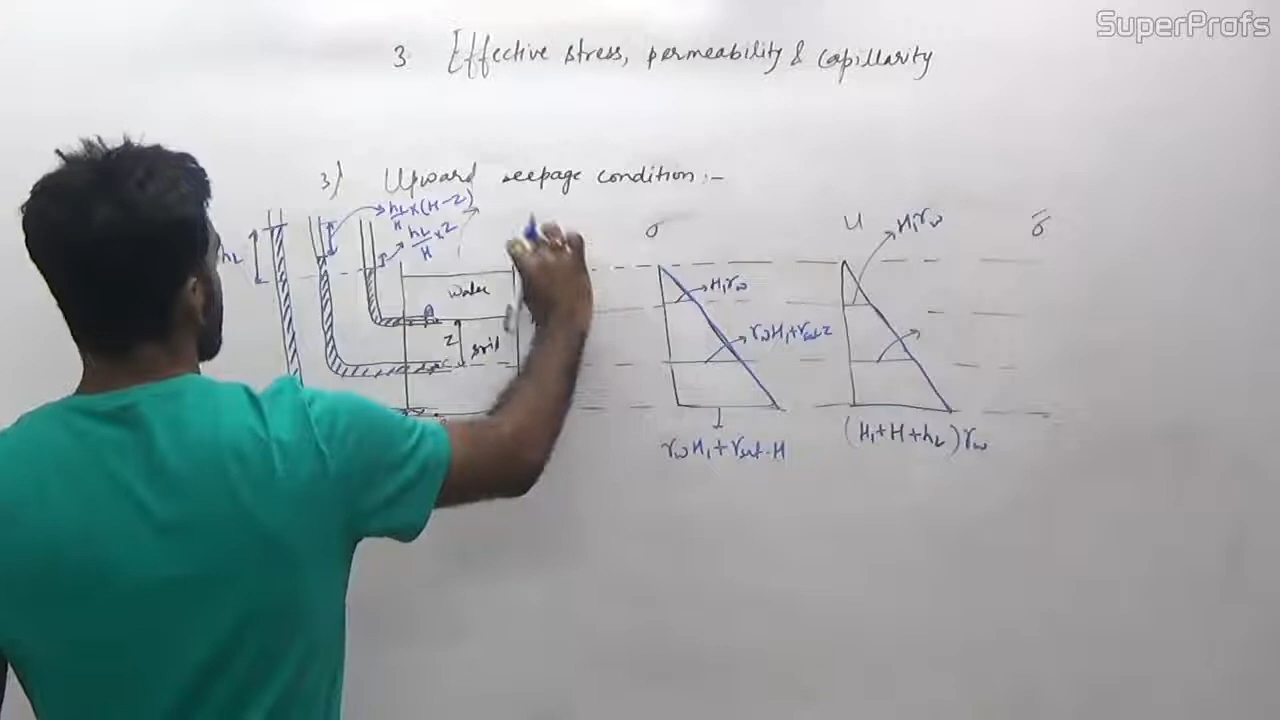 SuperProfs
3. Effective stress, permeability & capillarity
3) Upward seepage condition :-
hL/H × (H-z)
hL/H × z
hL
σ
u
H₁γw
σ̄
water
H₁γw
A
z
soil
C
γwH₁+γsat·z
γwH₁+γsat·H
(H₁+H+hL)γw